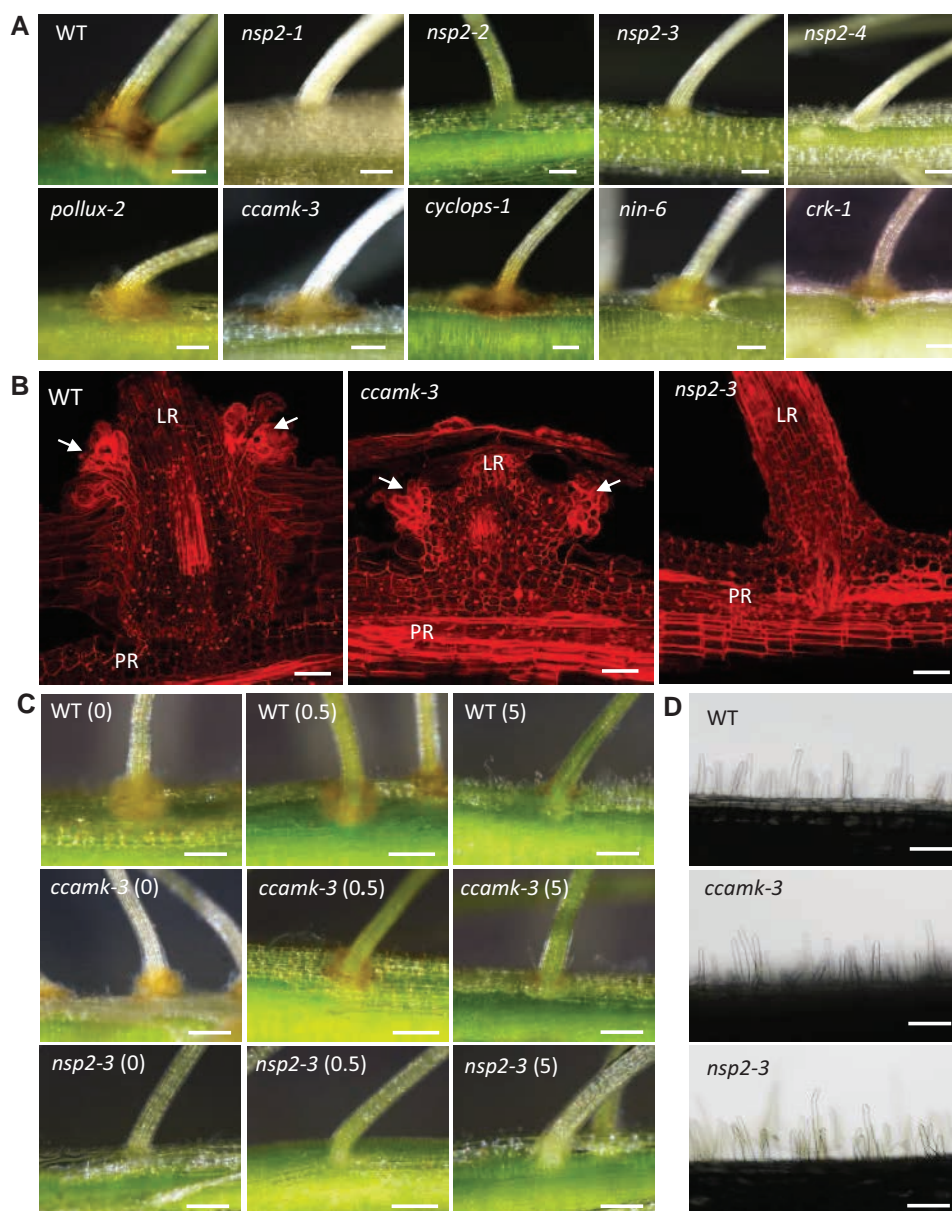 A
WT
nsp2-1
nsp2-2
nsp2-3
nsp2-4
pollux-2
ccamk-3
cyclops-1
nin-6
crk-1
B
WT
LR
PR
ccamk-3
LR
PR
nsp2-3
LR
PR
C
WT (0)
WT (0.5)
WT (5)
ccamk-3 (0)
ccamk-3 (0.5)
ccamk-3 (5)
nsp2-3 (0)
nsp2-3 (0.5)
nsp2-3 (5)
D
WT
ccamk-3
nsp2-3